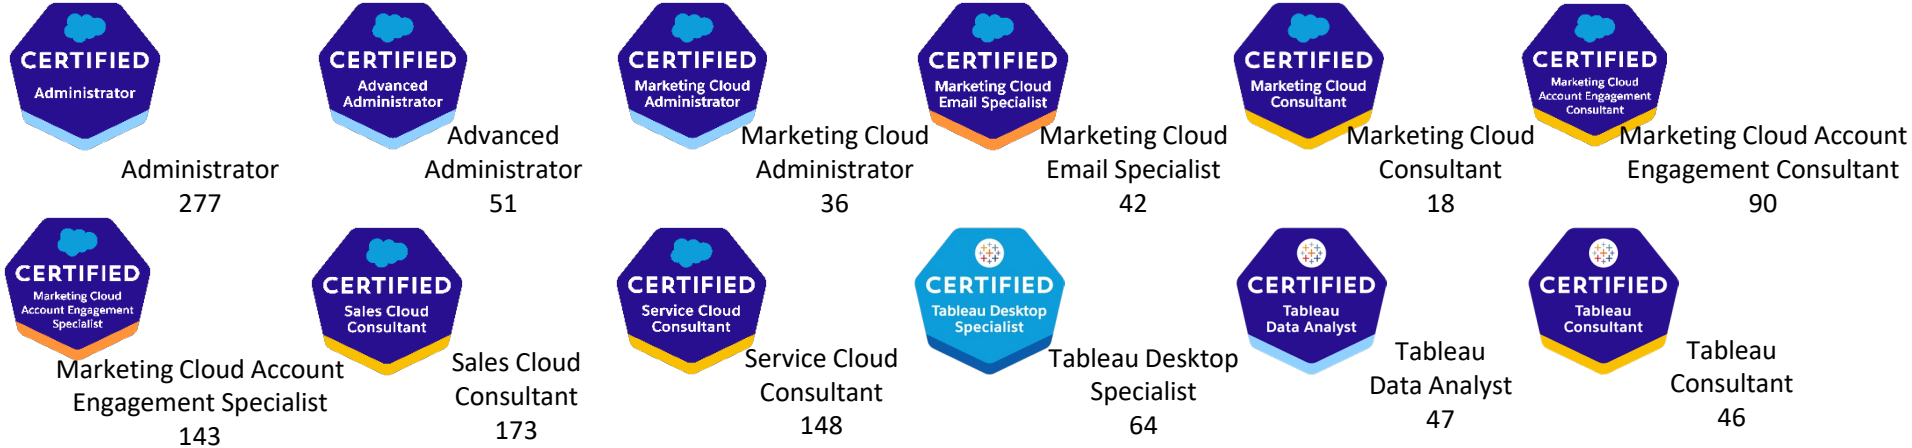 CERTIFIED
Administrator
Administrator
277
CERTIFIED
Advanced
Administrator
Advanced
Administrator
51
CERTIFIED
Marketing Cloud
Administrator
Marketing Cloud
Administrator
36
CERTIFIED
Marketing Cloud
Email Specialist
Marketing Cloud
Email Specialist
42
CERTIFIED
Marketing Cloud
Consultant
Marketing Cloud
Consultant
18
CERTIFIED
Marketing Cloud
Account Engagement
Consultant
Marketing Cloud Account
Engagement Consultant
90
CERTIFIED
Marketing Cloud
Account Engagement
Specialist
Marketing Cloud Account
Engagement Specialist
143
CERTIFIED
Sales Cloud
Consultant
Sales Cloud
Consultant
173
CERTIFIED
Service Cloud
Consultant
Service Cloud
Consultant
148
CERTIFIED
Tableau Desktop
Specialist
Tableau Desktop
Specialist
64
CERTIFIED
Tableau
Data Analyst
Tableau
Data Analyst
47
CERTIFIED
Tableau
Consultant
Tableau
Consultant
46